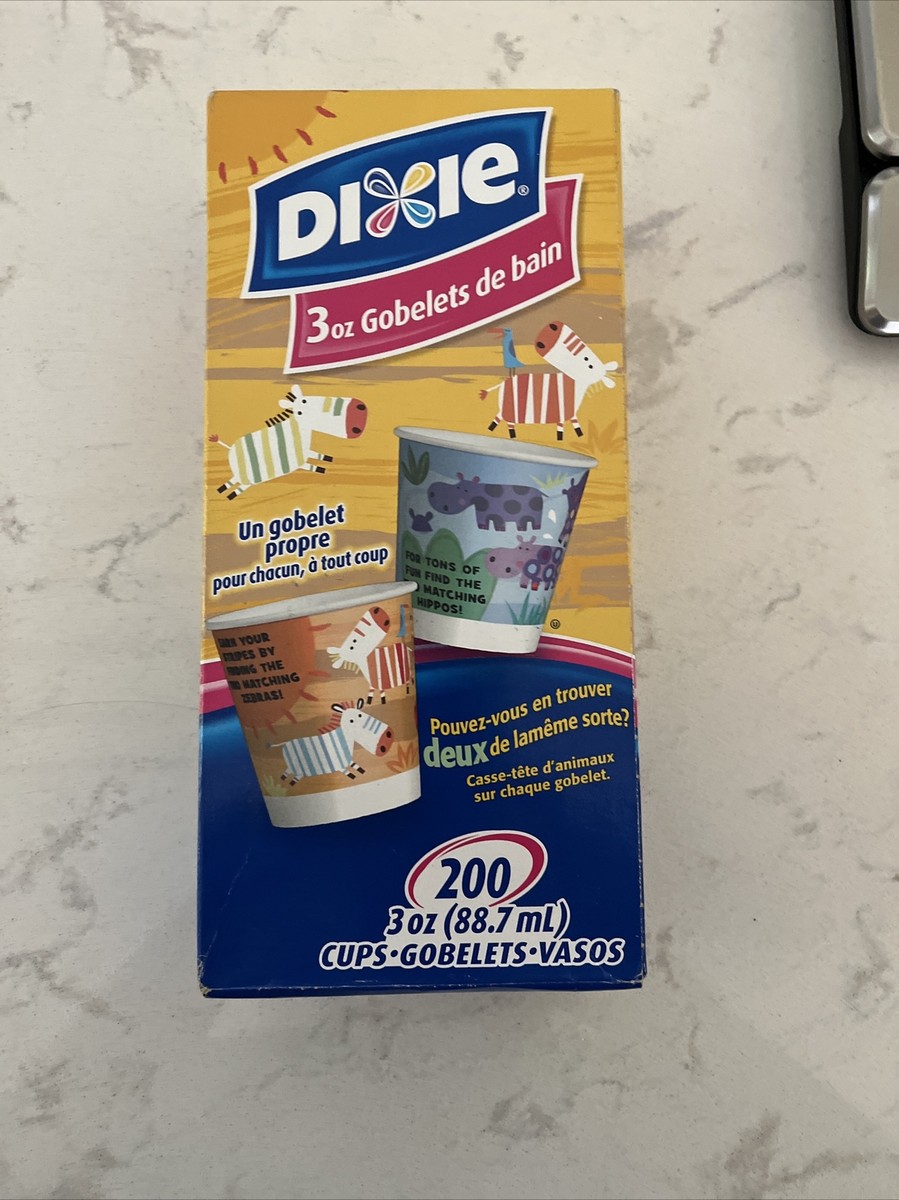 DIXIE®
3oz Gobelets de bain
Un gobelet
propre
pour chacun, à tout coup
FOR TONS OF
FUN FIND THE
MATCHING
HIPPOS!
YOUR
STRIPES BY
FINDING THE
MATCHING
ZEBRAS!
U
Pouvez-vous en trouver
deux de lamême sorte?
Casse-tête d'animaux
sur chaque gobelet.
200
3 oz (88.7 mL)
CUPS•GOBELETS•VASOS